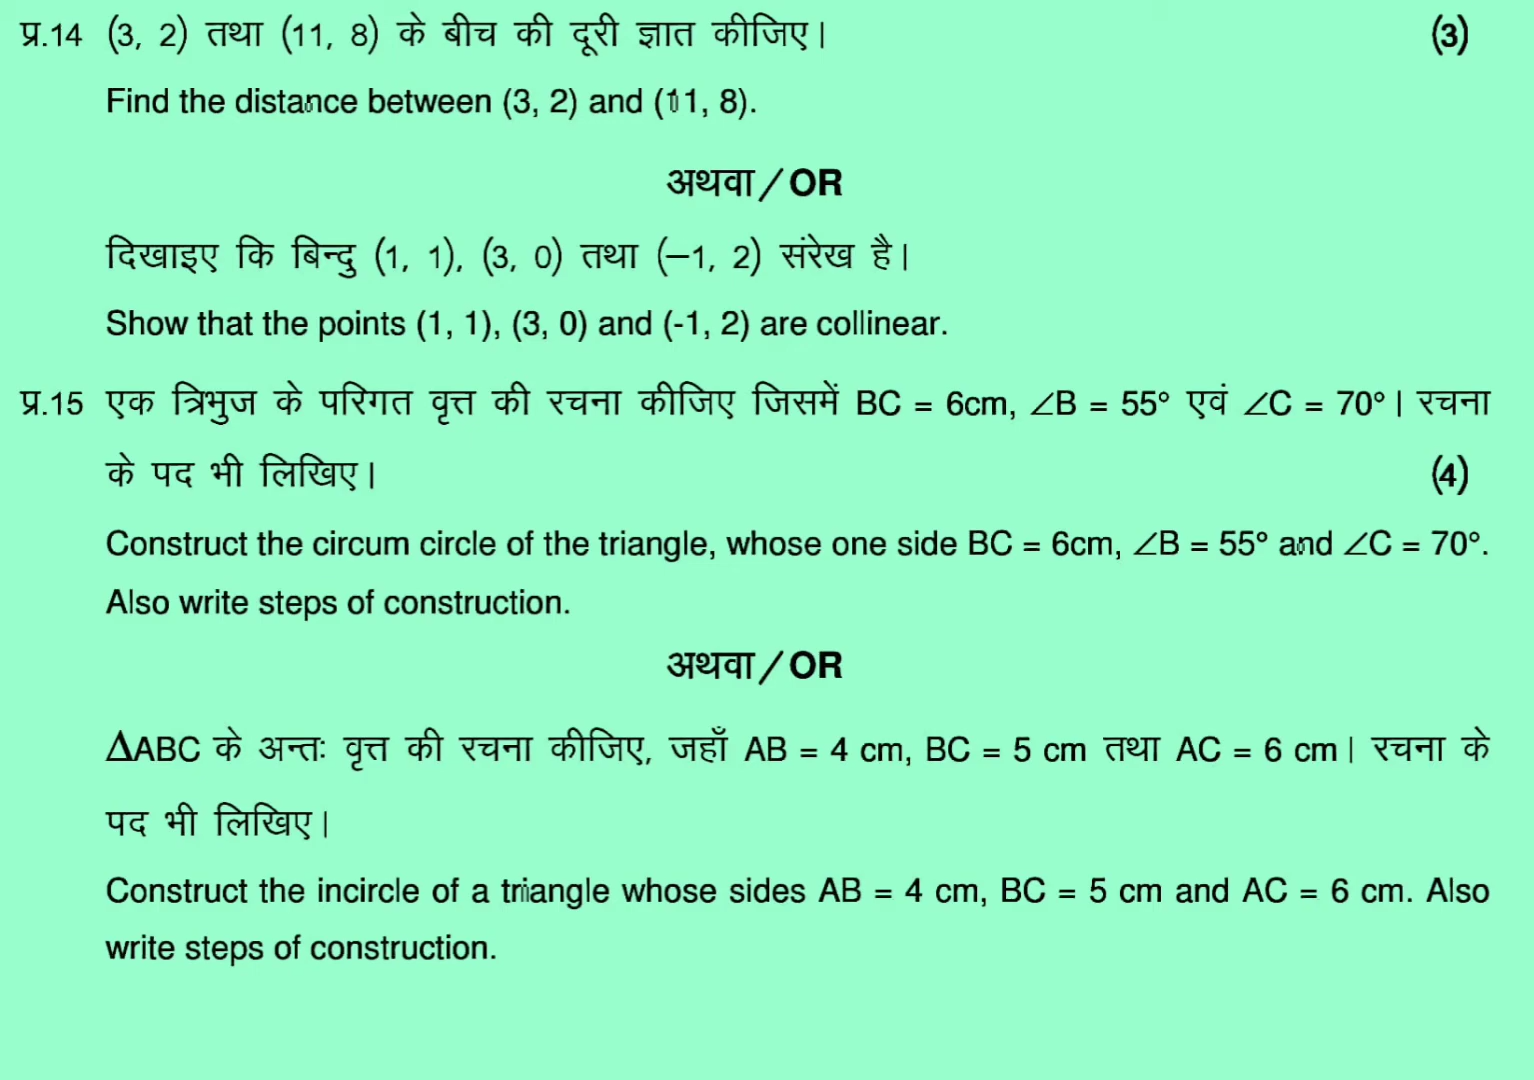 प्र.14 (3, 2) तथा (11, 8) के बीच की दूरी ज्ञात कीजिए। (3)
Find the distance between (3, 2) and (11, 8).
अथवा/OR
दिखाइए कि बिन्दु (1, 1), (3, 0) तथा (–1, 2) संरेख है।
Show that the points (1, 1), (3, 0) and (-1, 2) are collinear.
प्र.15 एक त्रिभुज के परिगत वृत्त की रचना कीजिए जिसमें BC = 6cm, ∠B = 55° एवं ∠C = 70°। रचना
के पद भी लिखिए। (4)
Construct the circum circle of the triangle, whose one side BC = 6cm, ∠B = 55° and ∠C = 70°.
Also write steps of construction.
अथवा/OR
ΔABC के अन्तः वृत्त की रचना कीजिए, जहाँ AB = 4 cm, BC = 5 cm तथा AC = 6 cm। रचना के
पद भी लिखिए।
Construct the incircle of a triangle whose sides AB = 4 cm, BC = 5 cm and AC = 6 cm. Also
write steps of construction.